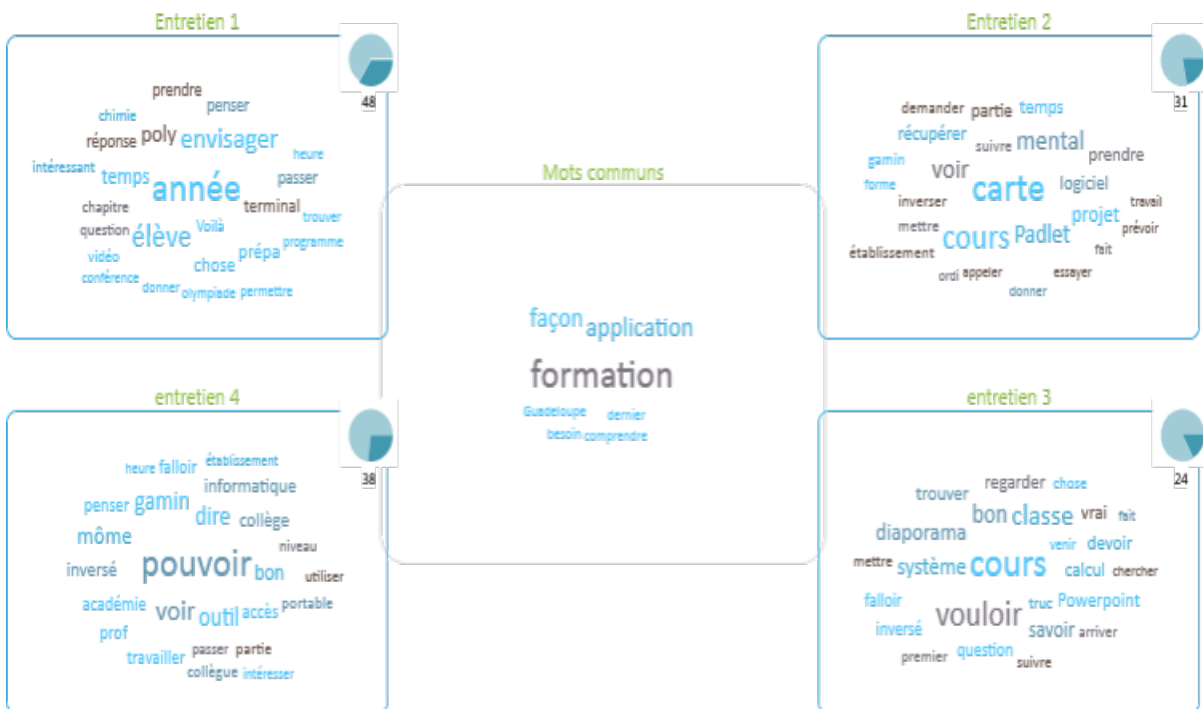 Entretien 1
48
prendre
chimie penser
réponse poly envisager
heure
intéressant temps année passer
chapitre terminal trouver
question élève Voilà
vidéo chose prépa programme
conférence donner olympiade permettre
Entretien 2
31
demander partie temps
récupérer suivre mental
gamin voir prendre
forme carte logiciel
inverser travail
mettre cours Padlet projet prévoir
établissement fait
ordi appeler essayer
donner
Mots communs
façon application
formation
Guadeloupe dernier
besoin comprendre
entretien 4
38
heure falloir établissement
informatique
penser gamin dire collège
môme
niveau
inversé pouvoir bon utiliser
académie voir outil accès portable
prof
travailler passer partie
collègue intéresser
entretien 3
24
regarder chose
trouver bon classe vrai fait
diaporama venir devoir
mettre système cours calcul chercher
falloir vouloir truc Powerpoint
inversé savoir arriver
premier question suivre